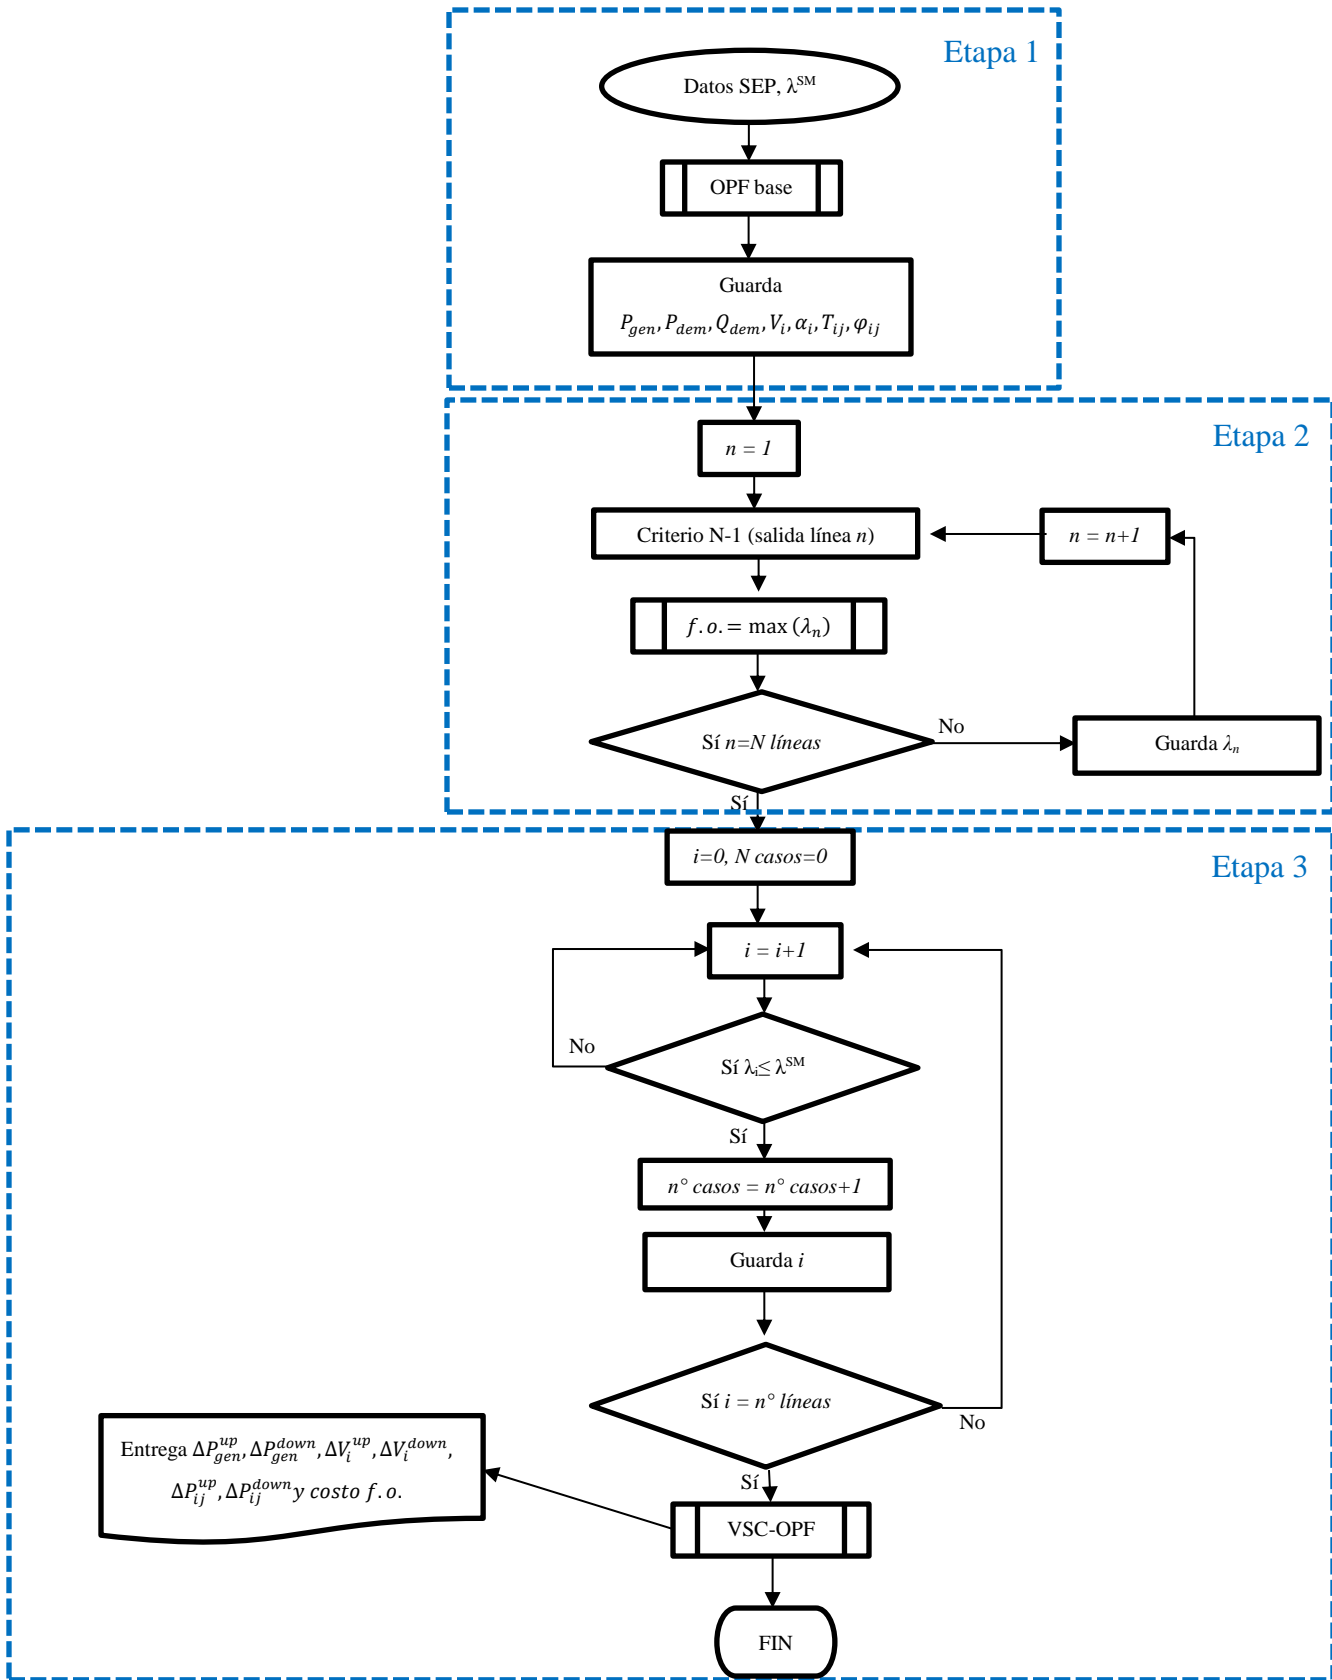 Etapa 1
Datos SEP, λ^SM
OPF base
Guarda
P_gen, P_dem, Q_dem, V_i, α_i, T_ij, φ_ij
Etapa 2
n = 1
Criterio N-1 (salida línea n)
n = n+1
f.o. = max (λ_n)
Sí n=N líneas
No
Guarda λ_n
Sí
Etapa 3
i=0, N casos=0
i = i+1
No
Sí λ_i≤ λ^SM
Sí
n° casos = n° casos+1
Guarda i
Sí i = n° líneas
No
Sí
Entrega ΔP_gen^up, ΔP_gen^down, ΔV_i^up, ΔV_i^down,
ΔP_ij^up, ΔP_ij^down y costo f.o.
VSC-OPF
FIN